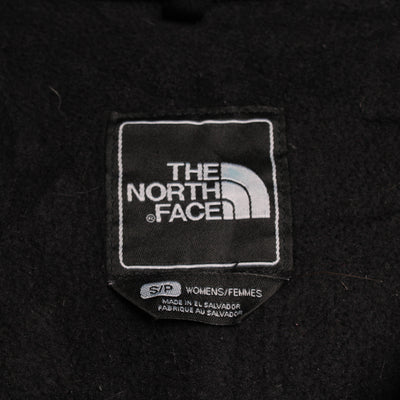 THE
NORTH
® FACE
S/P WOMENS/FEMMES
MADE IN EL SALVADOR
FABRIQUE AU SALVADOR